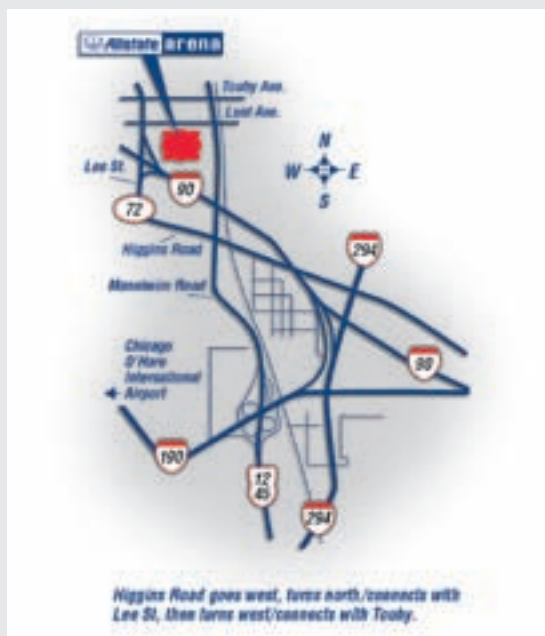 Allstate arena
Touhy Ave.
Lunt Ave.
Lee St.
N
W E
S
90
72
294
Higgins Road
Mannheim Road
Chicago
O'Hare
International
Airport
90
190
12
45
294
Higgins Road goes west, turns north/connects with
Lee St, then turns west/connects with Touhy.